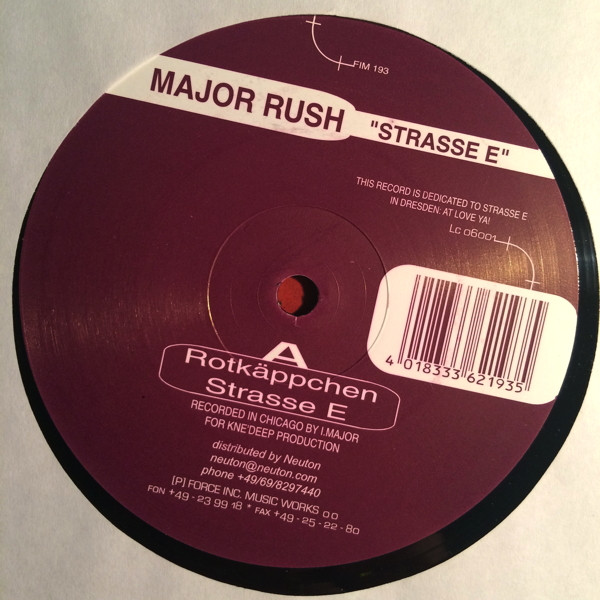 FIM 193
MAJOR RUSH "STRASSE E"
THIS RECORD IS DEDICATED TO STRASSE E
IN DRESDEN: AT LOVE YA!
LC 06001
4 018333 621935
A
Rotkäppchen
Strasse E
RECORDED IN CHICAGO BY I.MAJOR
FOR KNE'DEEP PRODUCTION
distributed by Neuton
neuton@neuton.com
phone +49/69/8297440
[P] FORCE INC. MUSIC WORKS 00
FON +49 - 23 99 18 * FAX +49 - 25 - 22 - 80